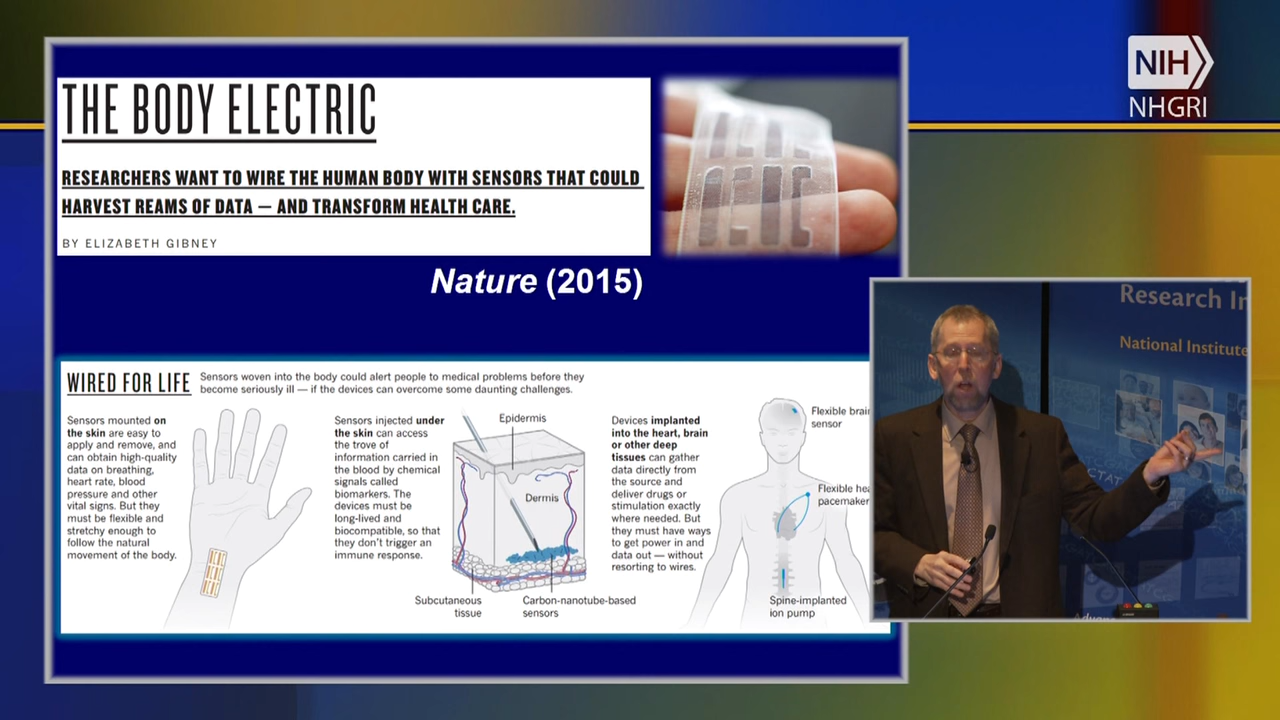 NIH
NHGRI
THE BODY ELECTRIC
RESEARCHERS WANT TO WIRE THE HUMAN BODY WITH SENSORS THAT COULD
HARVEST REAMS OF DATA — AND TRANSFORM HEALTH CARE.
BY ELIZABETH GIBNEY
Nature (2015)
WIRED FOR LIFE
Sensors woven into the body could alert people to medical problems before they
become seriously ill — if the devices can overcome some daunting challenges.
Sensors mounted on
the skin are easy to
apply and remove, and
can obtain high-quality
data on breathing,
heart rate, blood
pressure and other
vital signs. But they
must be flexible and
stretchy enough to
follow the natural
movement of the body.
Sensors injected under
the skin can access
the trove of
information carried in
the blood by chemical
signals called
biomarkers. The
devices must be
long-lived and
biocompatible, so that
they don't trigger an
immune response.
Epidermis
Dermis
Subcutaneous
tissue
Carbon-nanotube-based
sensors
Devices implanted
into the heart, brain
or other deep
tissues can gather
data directly from
the source and
deliver drugs or
stimulation exactly
where needed. But
they must have ways
to get power in and
data out — without
resorting to wires.
Flexible brain
sensor
Flexible
pacemaker
Spine-implanted
ion pump
Research
National Institute